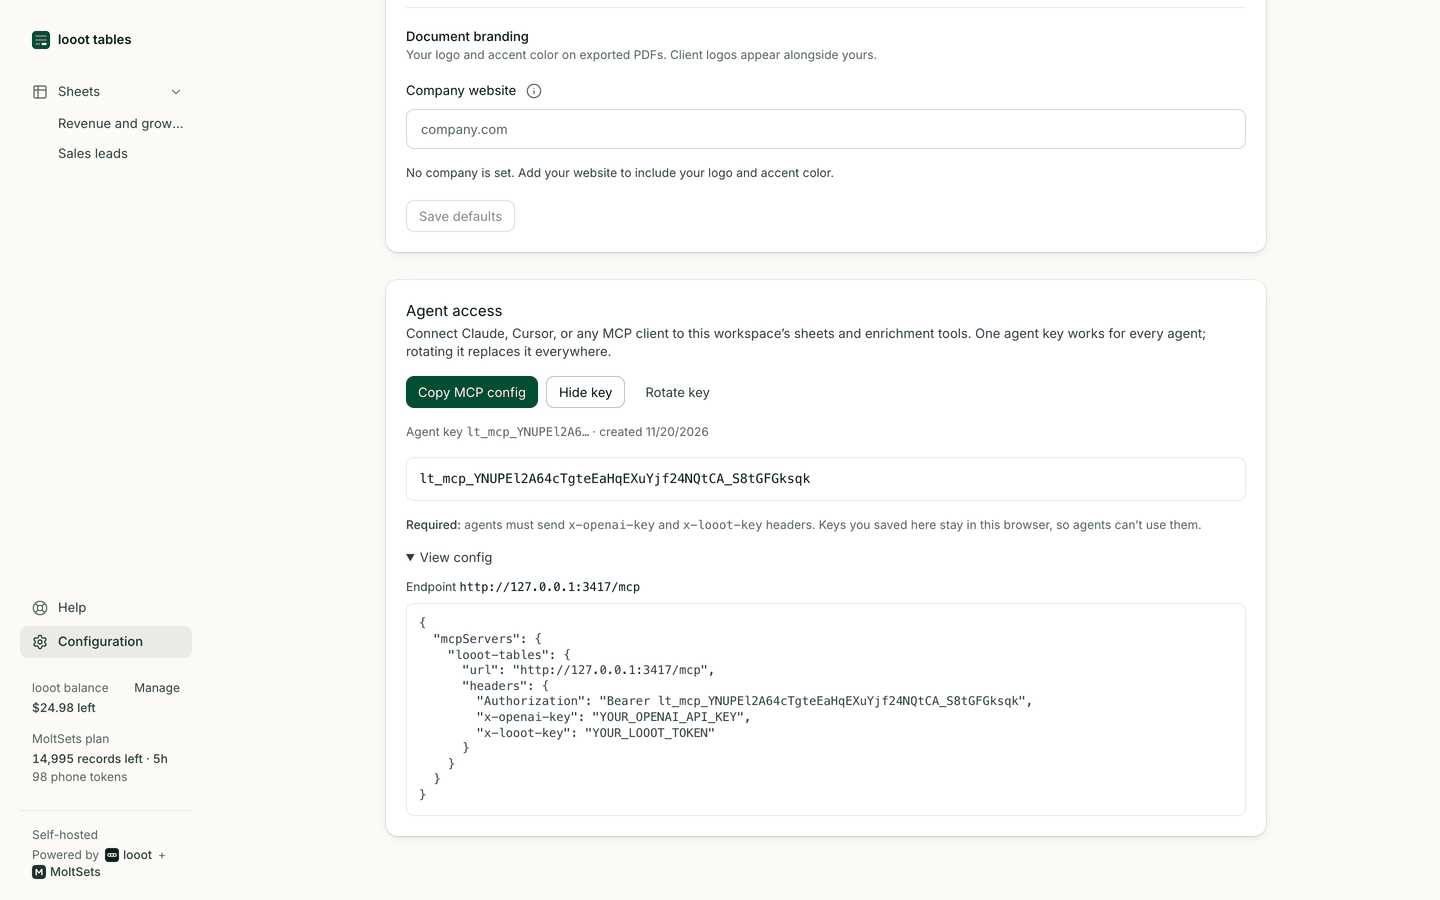 looot tables
Sheets
Revenue and grow...
Sales leads
Help
Configuration
looot balance Manage
$24.98 left
MoltSets plan
14,995 records left · 5h
98 phone tokens
Self-hosted
Powered by looot +
M MoltSets
Document branding
Your logo and accent color on exported PDFs. Client logos appear alongside yours.
Company website
company.com
No company is set. Add your website to include your logo and accent color.
Save defaults
Agent access
Connect Claude, Cursor, or any MCP client to this workspace’s sheets and enrichment tools. One agent key works for every agent;
rotating it replaces it everywhere.
Copy MCP config Hide key Rotate key
Agent key lt_mcp_YNUPEl2A6… · created 11/20/2026
lt_mcp_YNUPEl2A64cTgteEaHqEXuYjf24NQtCA_S8tGFGksqk
Required: agents must send x-openai-key and x-looot-key headers. Keys you saved here stay in this browser, so agents can’t use them.
▼ View config
Endpoint http://127.0.0.1:3417/mcp
{
  "mcpServers": {
    "looot-tables": {
      "url": "http://127.0.0.1:3417/mcp",
      "headers": {
        "Authorization": "Bearer lt_mcp_YNUPEl2A64cTgteEaHqEXuYjf24NQtCA_S8tGFGksqk",
        "x-openai-key": "YOUR_OPENAI_API_KEY",
        "x-looot-key": "YOUR_LOOOT_TOKEN"
      }
    }
  }
}